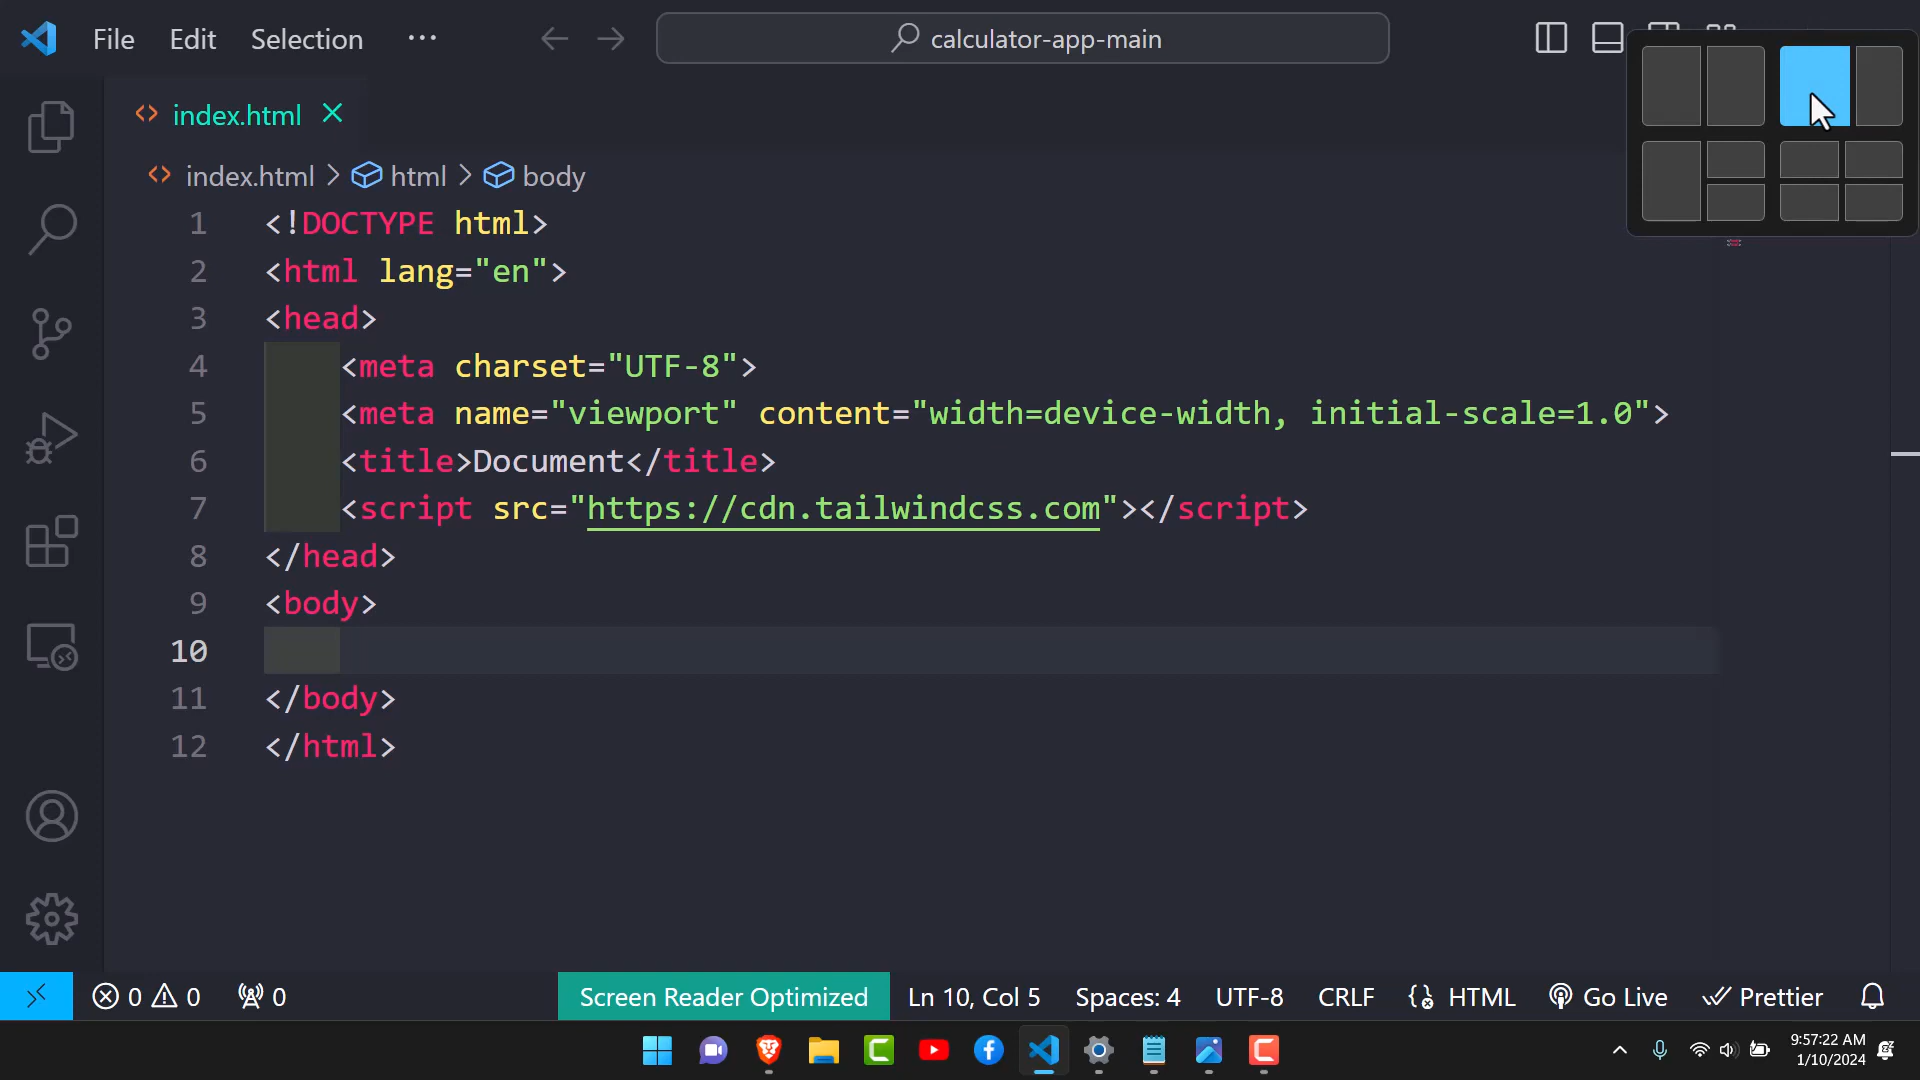 File Edit Selection ···
calculator-app-main
index.html
index.html > html > body
1 <!DOCTYPE html>
2 <html lang="en">
3 <head>
4 <meta charset="UTF-8">
5 <meta name="viewport" content="width=device-width, initial-scale=1.0">
6 <title>Document</title>
7 <script src="https://cdn.tailwindcss.com"></script>
8 </head>
9 <body>
10
11 </body>
12 </html>
0 0 0 Screen Reader Optimized Ln 10, Col 5 Spaces: 4 UTF-8 CRLF HTML Go Live Prettier
9:57:22 AM
1/10/2024